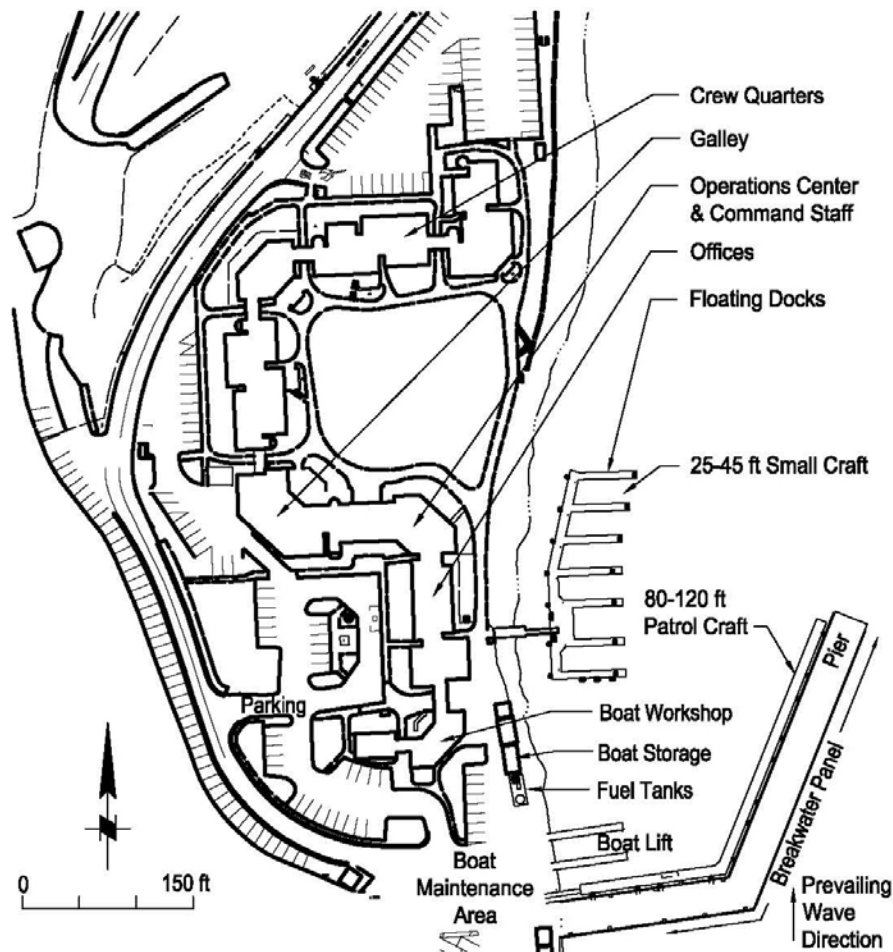 Crew Quarters
Galley
Operations Center
& Command Staff
Offices
Floating Docks
25-45 ft Small Craft
80-120 ft
Patrol Craft
Pier
Parking
Boat Workshop
Boat Storage
Fuel Tanks
Breakwater Panel
Boat Lift
Boat
Maintenance
Area
Prevailing
Wave
Direction
0 150 ft